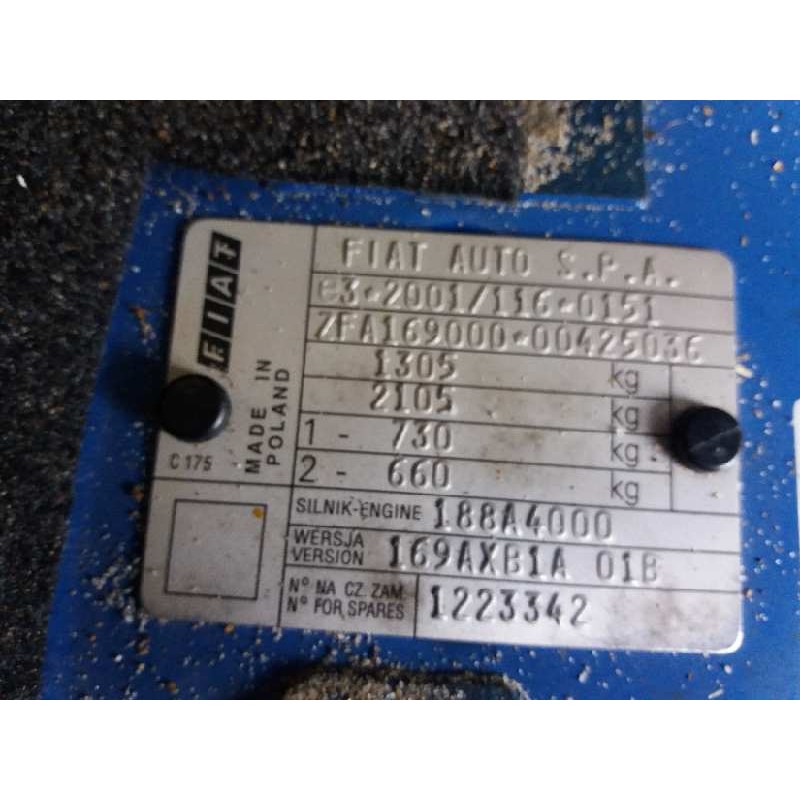 FIAT
MADE IN
POLAND
C 175
FIAT AUTO S.P.A.
e3*2001/116*0151
ZFA169000*00425036
1305 kg
2105 kg
1 - 730 kg
2 - 660 kg
SILNIK-ENGINE 188A4000
WERSJA
VERSION 169AXB1A 01B
Nº NA CZ. ZAM.
Nº FOR SPARES 1223342